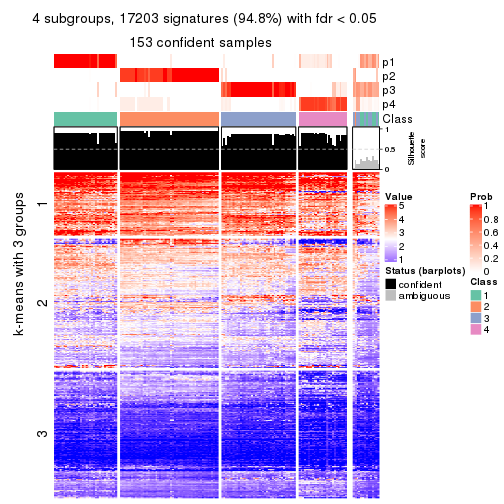 4 subgroups, 17203 signatures (94.8%) with fdr < 0.05
153 confident samples
p1
p2
p3
p4
Class
1
0.5
0
Silhouette
score
k-means with 3 groups
1
2
3
Value
5
4
3
2
1
Status (barplots)
confident
ambiguous
Prob
1
0.8
0.6
0.4
0.2
0
Class
1
2
3
4